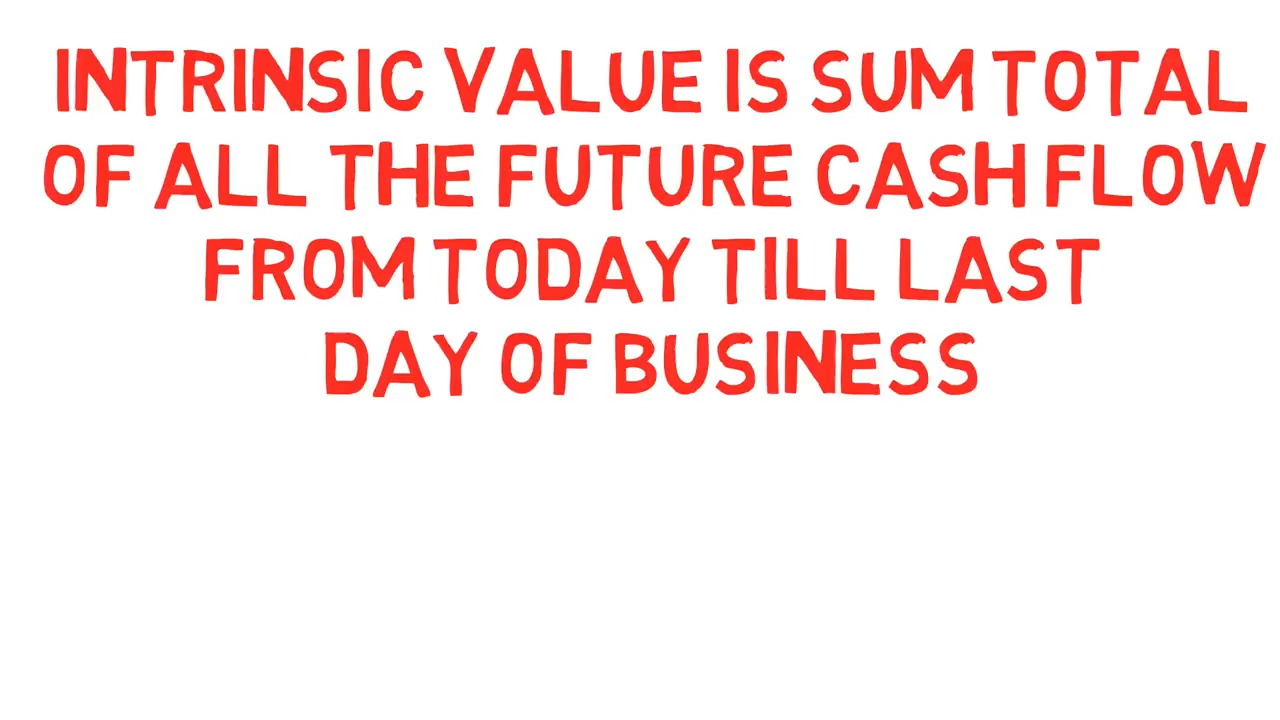 INTRINSIC VALUE IS SUM TOTAL
OF ALL THE FUTURE CASH FLOW
FROM TODAY TILL LAST
DAY OF BUSINESS